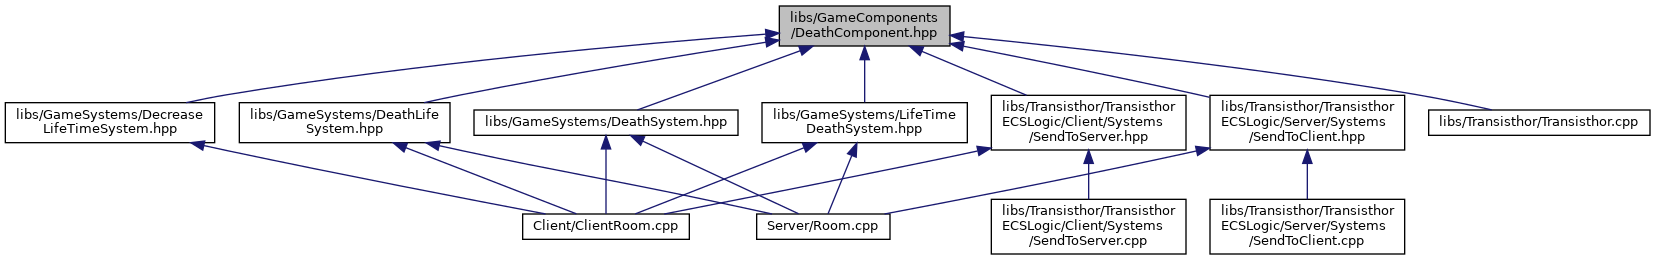 libs/GameComponents
/DeathComponent.hpp
libs/GameSystems/Decrease
LifeTimeSystem.hpp
libs/GameSystems/DeathLife
System.hpp
libs/GameSystems/DeathSystem.hpp
libs/GameSystems/LifeTime
DeathSystem.hpp
libs/Transisthor/Transisthor
ECSLogic/Client/Systems
/SendToServer.hpp
libs/Transisthor/Transisthor
ECSLogic/Server/Systems
/SendToClient.hpp
libs/Transisthor/Transisthor.cpp
Client/ClientRoom.cpp
Server/Room.cpp
libs/Transisthor/Transisthor
ECSLogic/Client/Systems
/SendToServer.cpp
libs/Transisthor/Transisthor
ECSLogic/Server/Systems
/SendToClient.cpp